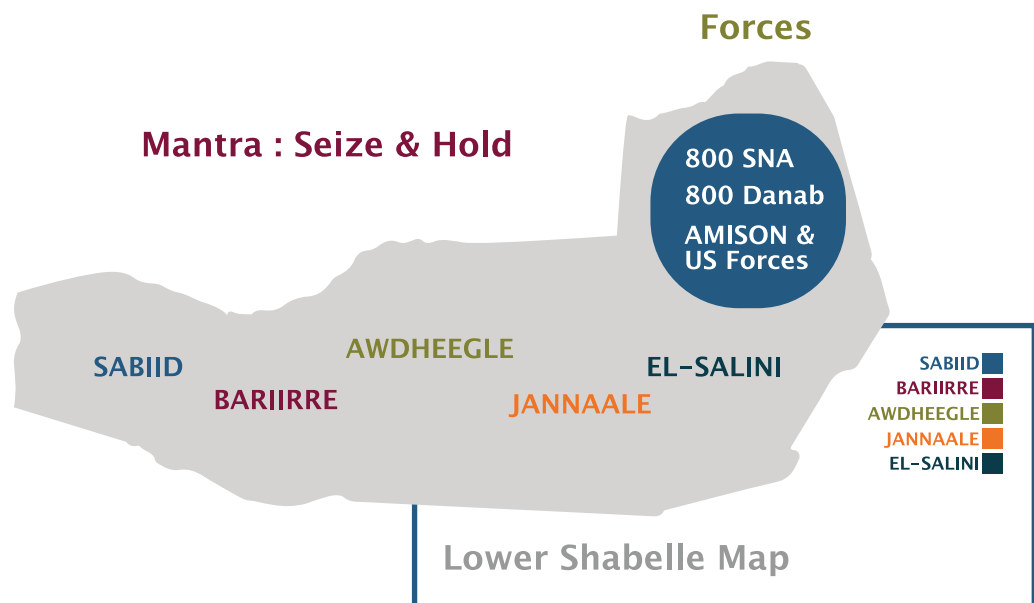 Forces
Mantra : Seize & Hold
800 SNA
800 Danab
AMISON &
US Forces
SABIID
BARIIRRE
AWDHEEGLE
JANNAALE
EL-SALINI
SABIID
BARIIRRE
AWDHEEGLE
JANNAALE
EL-SALINI
Lower Shabelle Map